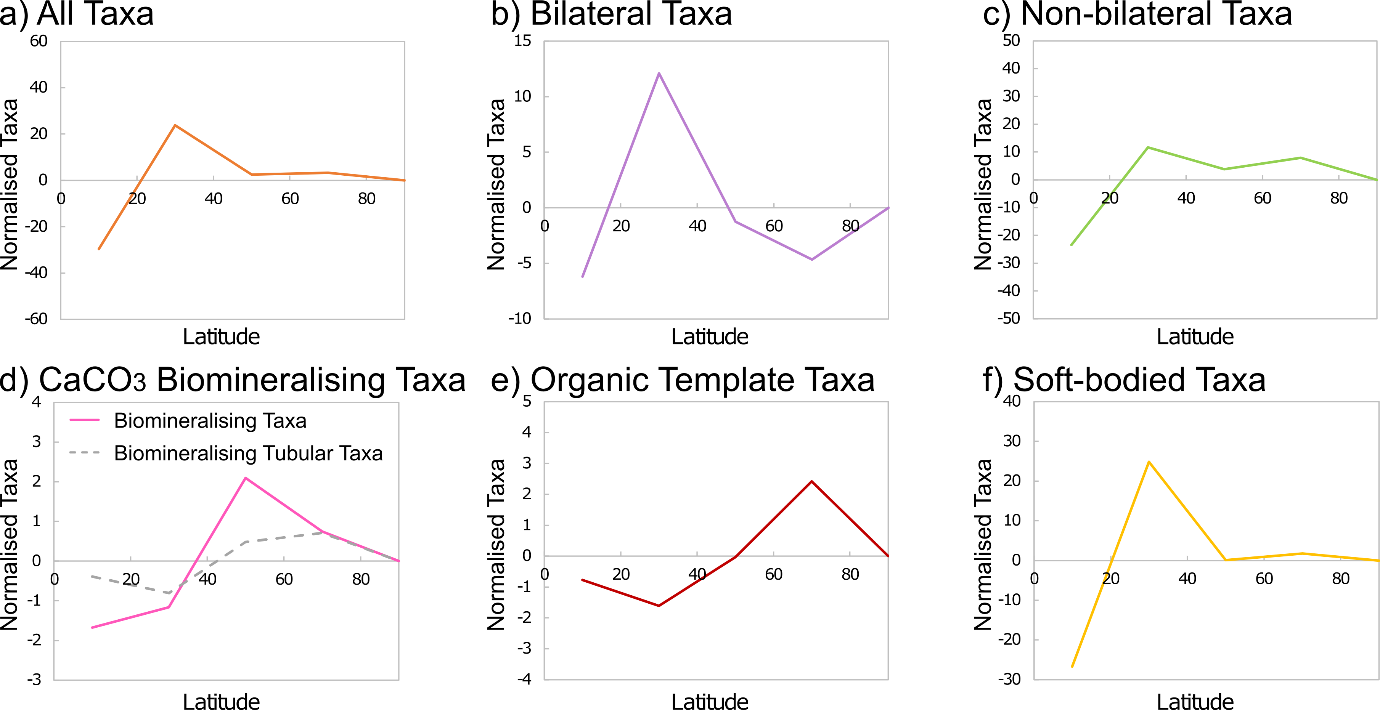 a) All Taxa
60
40
20
0
-20
-40
-60
0 20 40 60 80
Normalised Taxa
Latitude
b) Bilateral Taxa
15
10
5
0
-5
-10
0 20 40 60 80
Normalised Taxa
Latitude
c) Non-bilateral Taxa
50
40
30
20
10
0
-10
-20
-30
-40
-50
0 20 40 60 80
Normalised Taxa
Latitude
d) CaCO3 Biomineralising Taxa
4
3
2
1
0
-1
-2
-3
0 20 40 60 80
Biomineralising Taxa
Biomineralising Tubular Taxa
Normalised Taxa
Latitude
e) Organic Template Taxa
5
4
3
2
1
0
-1
-2
-3
-4
0 20 40 60 80
Normalised Taxa
Latitude
f) Soft-bodied Taxa
40
30
20
10
0
-10
-20
-30
0 20 40 60 80
Normalised Taxa
Latitude